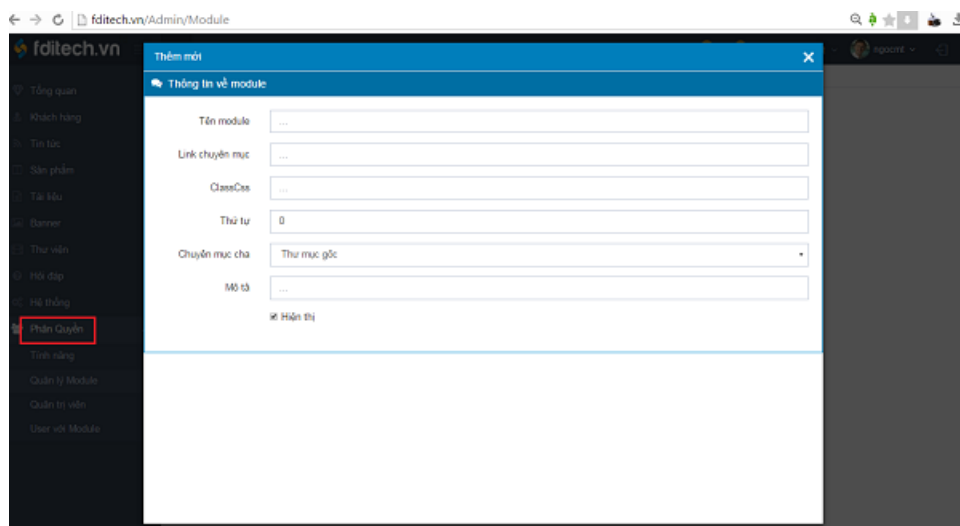 fditech.vn/Admin/Module
fditech.vn
Thêm mới
ngocmt
Thông tin về module
Tổng quan
Khách hàng
Tin tức
Sản phẩm
Tài liệu
Banner
Thư viện
Hỏi đáp
Hệ thống
Phân Quyền
Tính năng
Quản lý Module
Quản trị viên
User với Module
Tên module
...
Link chuyên mục
...
ClassCss
...
Thứ tự
0
Chuyên mục cha
Thư mục gốc
Mô tả
...
Hiển thị